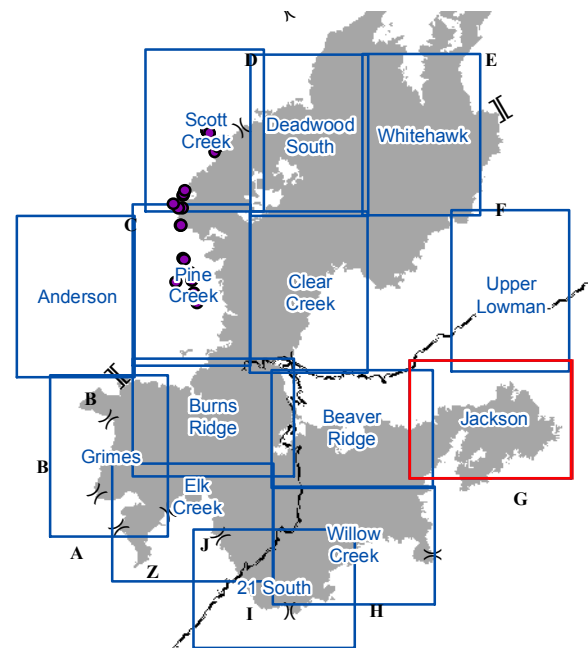 D
E
Scott
Creek
Deadwood
South
Whitehawk
C
F
Anderson
Pine
Creek
Clear
Creek
Upper
Lowman
B
Burns
Ridge
Beaver
Ridge
Jackson
B
Grimes
G
Elk
Creek
A
Z
J
Willow
Creek
21 South
I
H